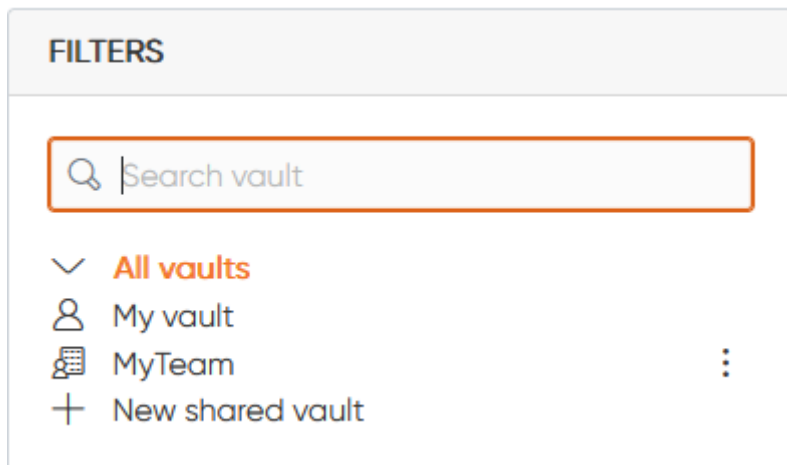 FILTERS
Search vault
All vaults
My vault
MyTeam
New shared vault